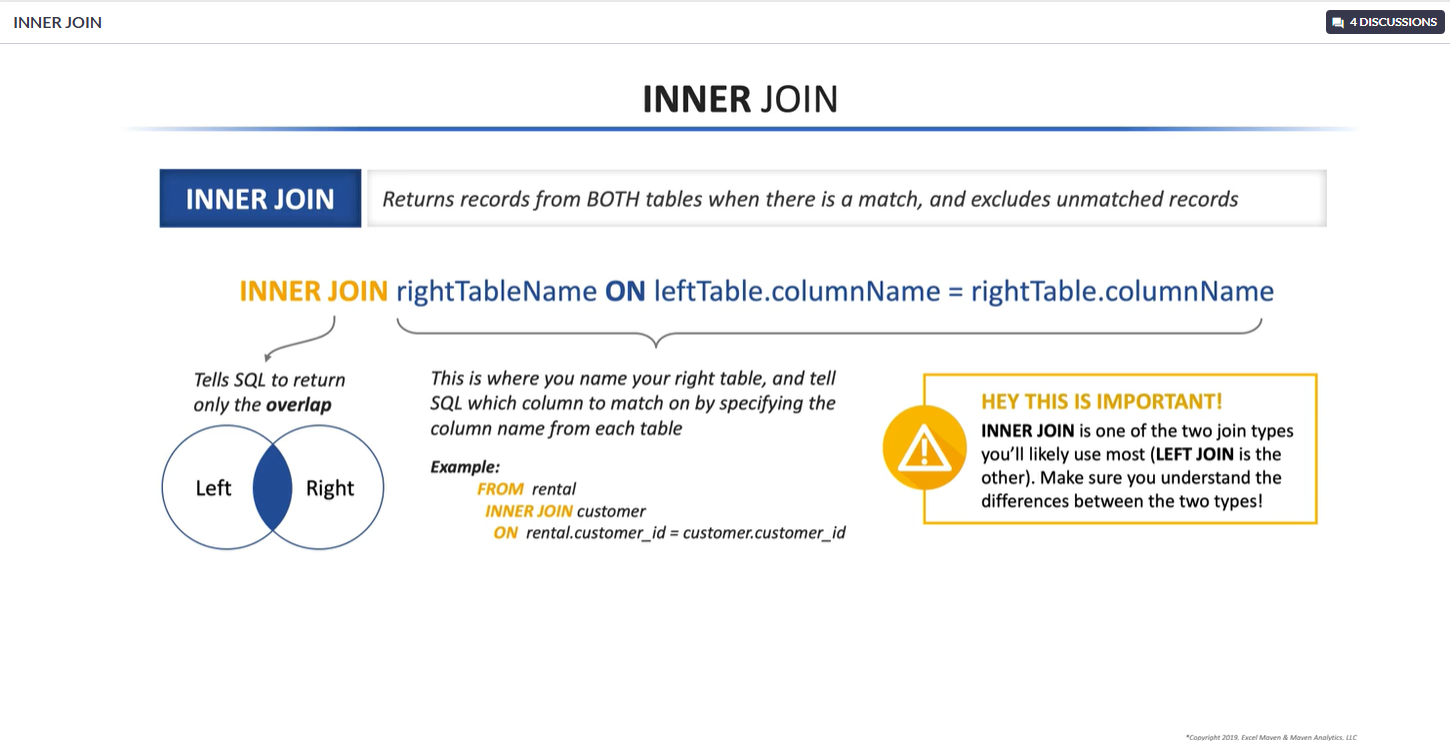 INNER JOIN
4 DISCUSSIONS
INNER JOIN
INNER JOIN
Returns records from BOTH tables when there is a match, and excludes unmatched records
INNER JOIN rightTableName ON leftTable.columnName = rightTable.columnName
Tells SQL to return
only the overlap
Left
Right
This is where you name your right table, and tell
SQL which column to match on by specifying the
column name from each table
Example:
FROM rental
INNER JOIN customer
ON rental.customer_id = customer.customer_id
HEY THIS IS IMPORTANT!
INNER JOIN is one of the two join types
you'll likely use most (LEFT JOIN is the
other). Make sure you understand the
differences between the two types!
*Copyright 2019, Excel Maven & Maven Analytics, LLC